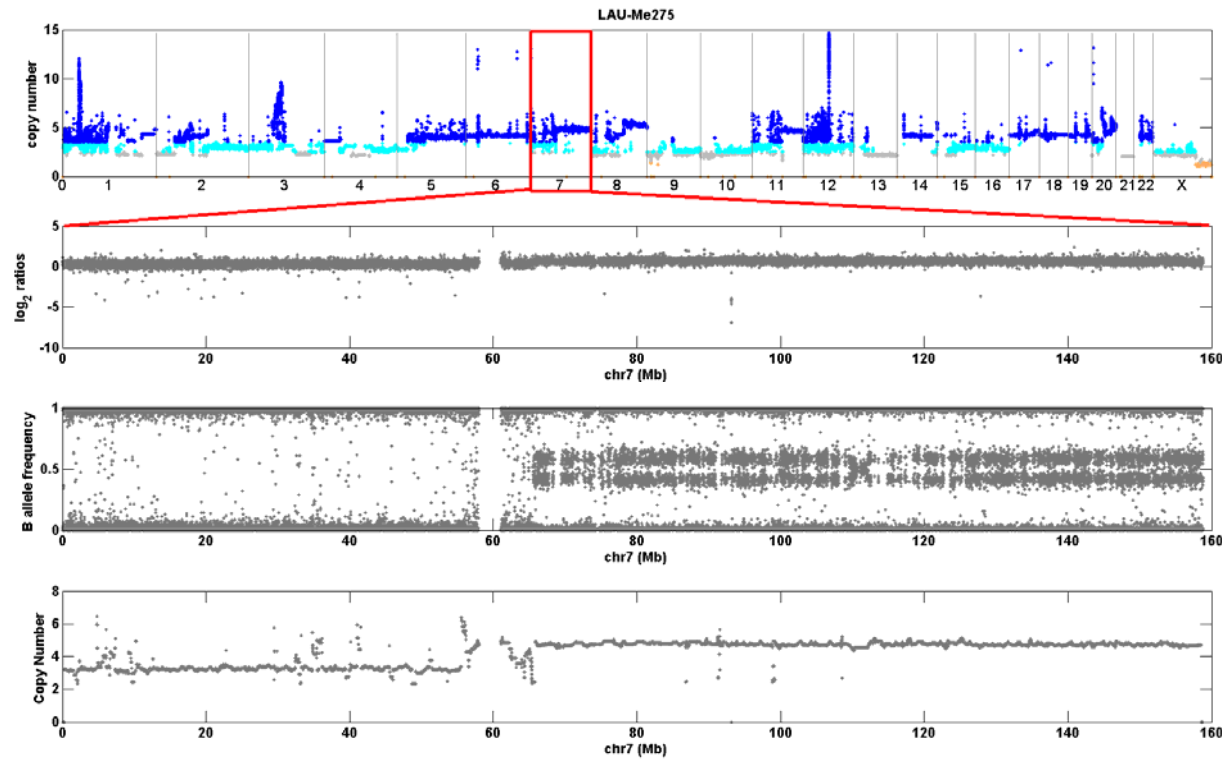 LAU-Me275
15
10
5
0
copy number
0 1 2 3 4 5 6 7 8 9 10 11 12 13 14 15 16 17 18 19 20 21 22 X
5
0
-5
-10
log2 ratios
0 20 40 60 80 100 120 140 160
chr7 (Mb)
1
0.5
0
B allele frequency
0 20 40 60 80 100 120 140 160
chr7 (Mb)
8
6
4
2
0
Copy Number
0 20 40 60 80 100 120 140 160
chr7 (Mb)